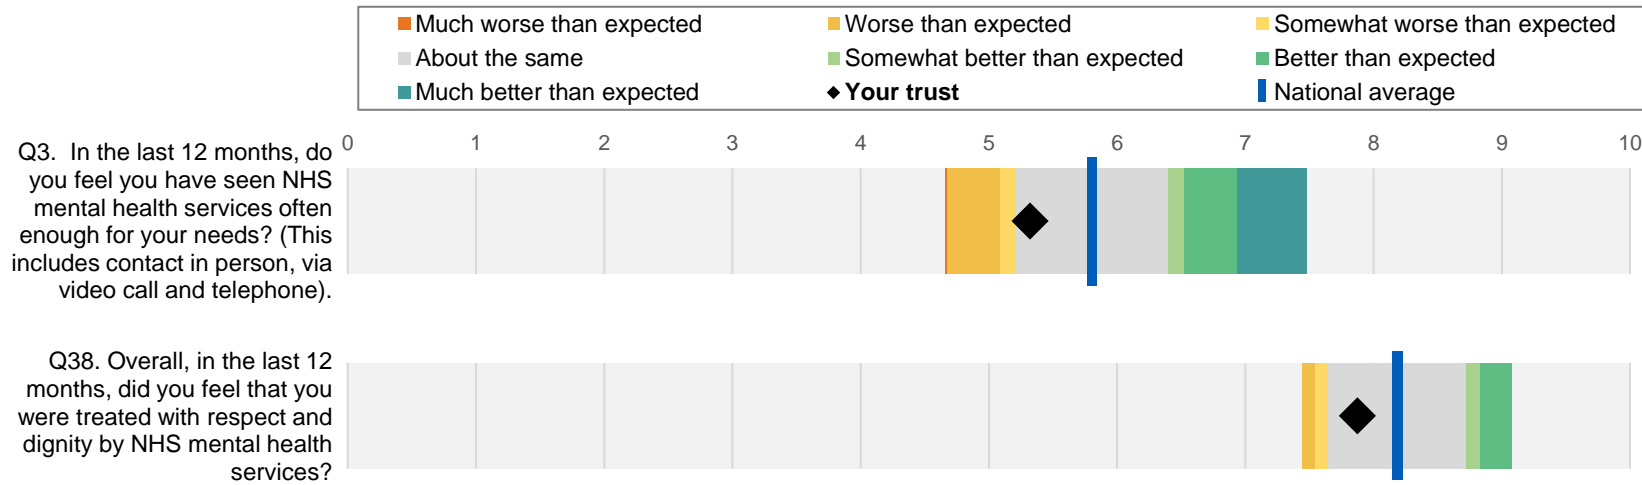 Much worse than expected
Worse than expected
Somewhat worse than expected
About the same
Somewhat better than expected
Better than expected
Much better than expected
Your trust
National average
0 1 2 3 4 5 6 7 8 9 10
Q3.  In the last 12 months, do
you feel you have seen NHS
mental health services often
enough for your needs? (This
includes contact in person, via
video call and telephone).
Q38. Overall, in the last 12
months, did you feel that you
were treated with respect and
dignity by NHS mental health
services?